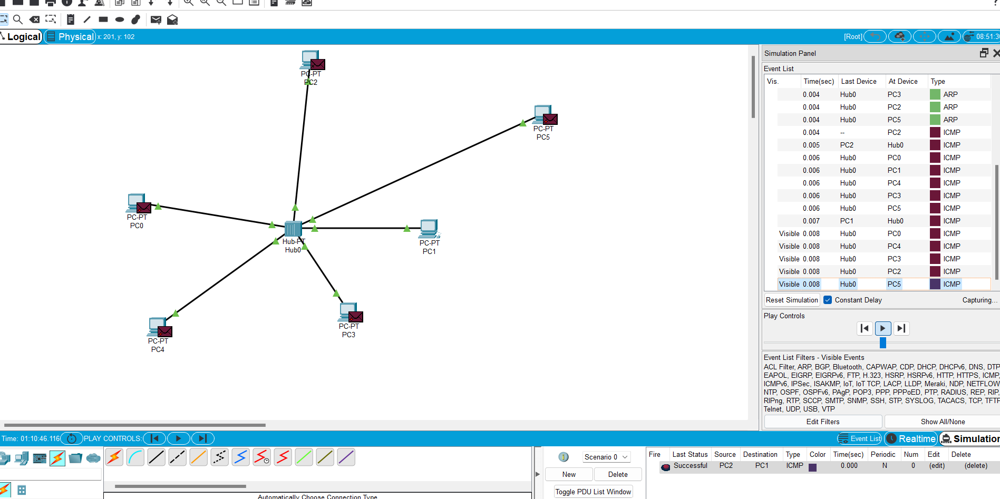 Logical
Physical
x: 201, y: 102
[Root]
08:51:3
PC-PT
PC2
PC-PT
PC5
PC-PT
PC0
Hub-PT
Hub0
PC-PT
PC1
PC-PT
PC3
PC-PT
PC4
Simulation Panel
Event List
Vis. Time(sec) Last Device At Device Type
0.004 Hub0 PC3 ARP
0.004 Hub0 PC2 ARP
0.004 Hub0 PC5 ARP
0.004 -- PC2 ICMP
0.005 PC2 Hub0 ICMP
0.006 Hub0 PC0 ICMP
0.006 Hub0 PC1 ICMP
0.006 Hub0 PC4 ICMP
0.006 Hub0 PC3 ICMP
0.006 Hub0 PC5 ICMP
0.007 PC1 Hub0 ICMP
Visible 0.008 Hub0 PC0 ICMP
Visible 0.008 Hub0 PC4 ICMP
Visible 0.008 Hub0 PC3 ICMP
Visible 0.008 Hub0 PC2 ICMP
Visible 0.008 Hub0 PC5 ICMP
Reset Simulation Constant Delay Capturing...
Play Controls
Event List Filters - Visible Events
ACL Filter, ARP, BGP, Bluetooth, CAPWAP, CDP, DHCP, DHCPv6, DNS, DTP
EAPOL, EIGRP, EIGRPv6, FTP, H.323, HSRP, HSRPv6, HTTP, HTTPS, ICMP,
ICMPv6, IPSec, ISAKMP, IoT, IoT TCP, LACP, LLDP, Meraki, NDP, NETFLOW
NTP, OSPF, OSPFv6, PAgP, POP3, PPP, PPPoED, PTP, RADIUS, REP, RIP,
RIPng, RTP, SCCP, SMTP, SNMP, SSH, STP, SYSLOG, TACACS, TCP, TFTP
Telnet, UDP, USB, VTP
Edit Filters Show All/None
Time: 01:10:46.116 PLAY CONTROLS:
Event List Realtime Simulation
Scenario 0
New Delete
Toggle PDU List Window
Fire Last Status Source Destination Type Color Time(sec) Periodic Num Edit Delete
Successful PC2 PC1 ICMP 0.000 N 0 (edit) (delete)
Automatically Choose Connection Type